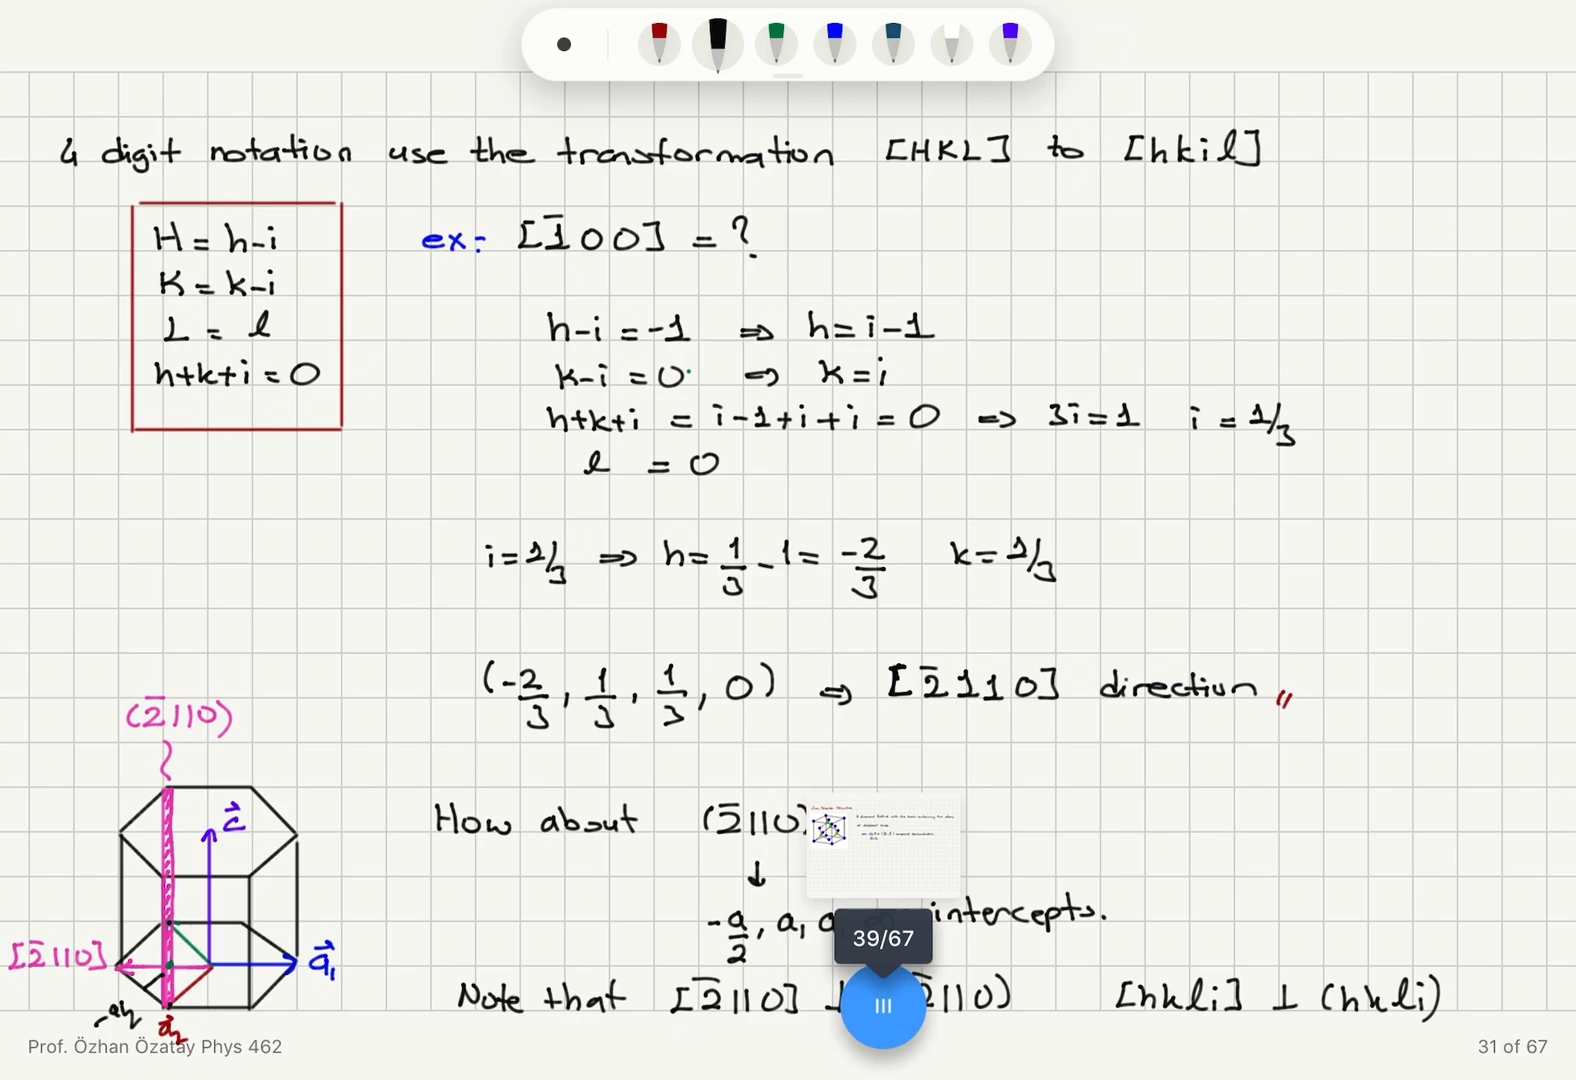 4 digit notation use the transformation [HKL] to [hkil]
H = h-i
K = k-i
L = l
h+k+i = 0
ex: [1̅00] = ?
h-i = -1 ⇒ h = i-1
k-i = 0 ⇒ k = i
h+k+i = i-1+i+i = 0 ⇒ 3i = 1 i = 1/3
l = 0
i = 1/3 ⇒ h = 1/3 - 1 = -2/3 k = 1/3
(-2/3, 1/3, 1/3, 0) ⇒ [2̅110] direction //
(2̅110)
c⃗
[2̅110]
a⃗₁
-a/2
a⃗₂
How about (2̅110)
↓
-a/2, a, a intercepts.
39/67
Note that [2̅110] ⊥ 2̅110) [hkli] ⊥ (hkli)
Prof. Özhan Özatay Phys 462
31 of 67